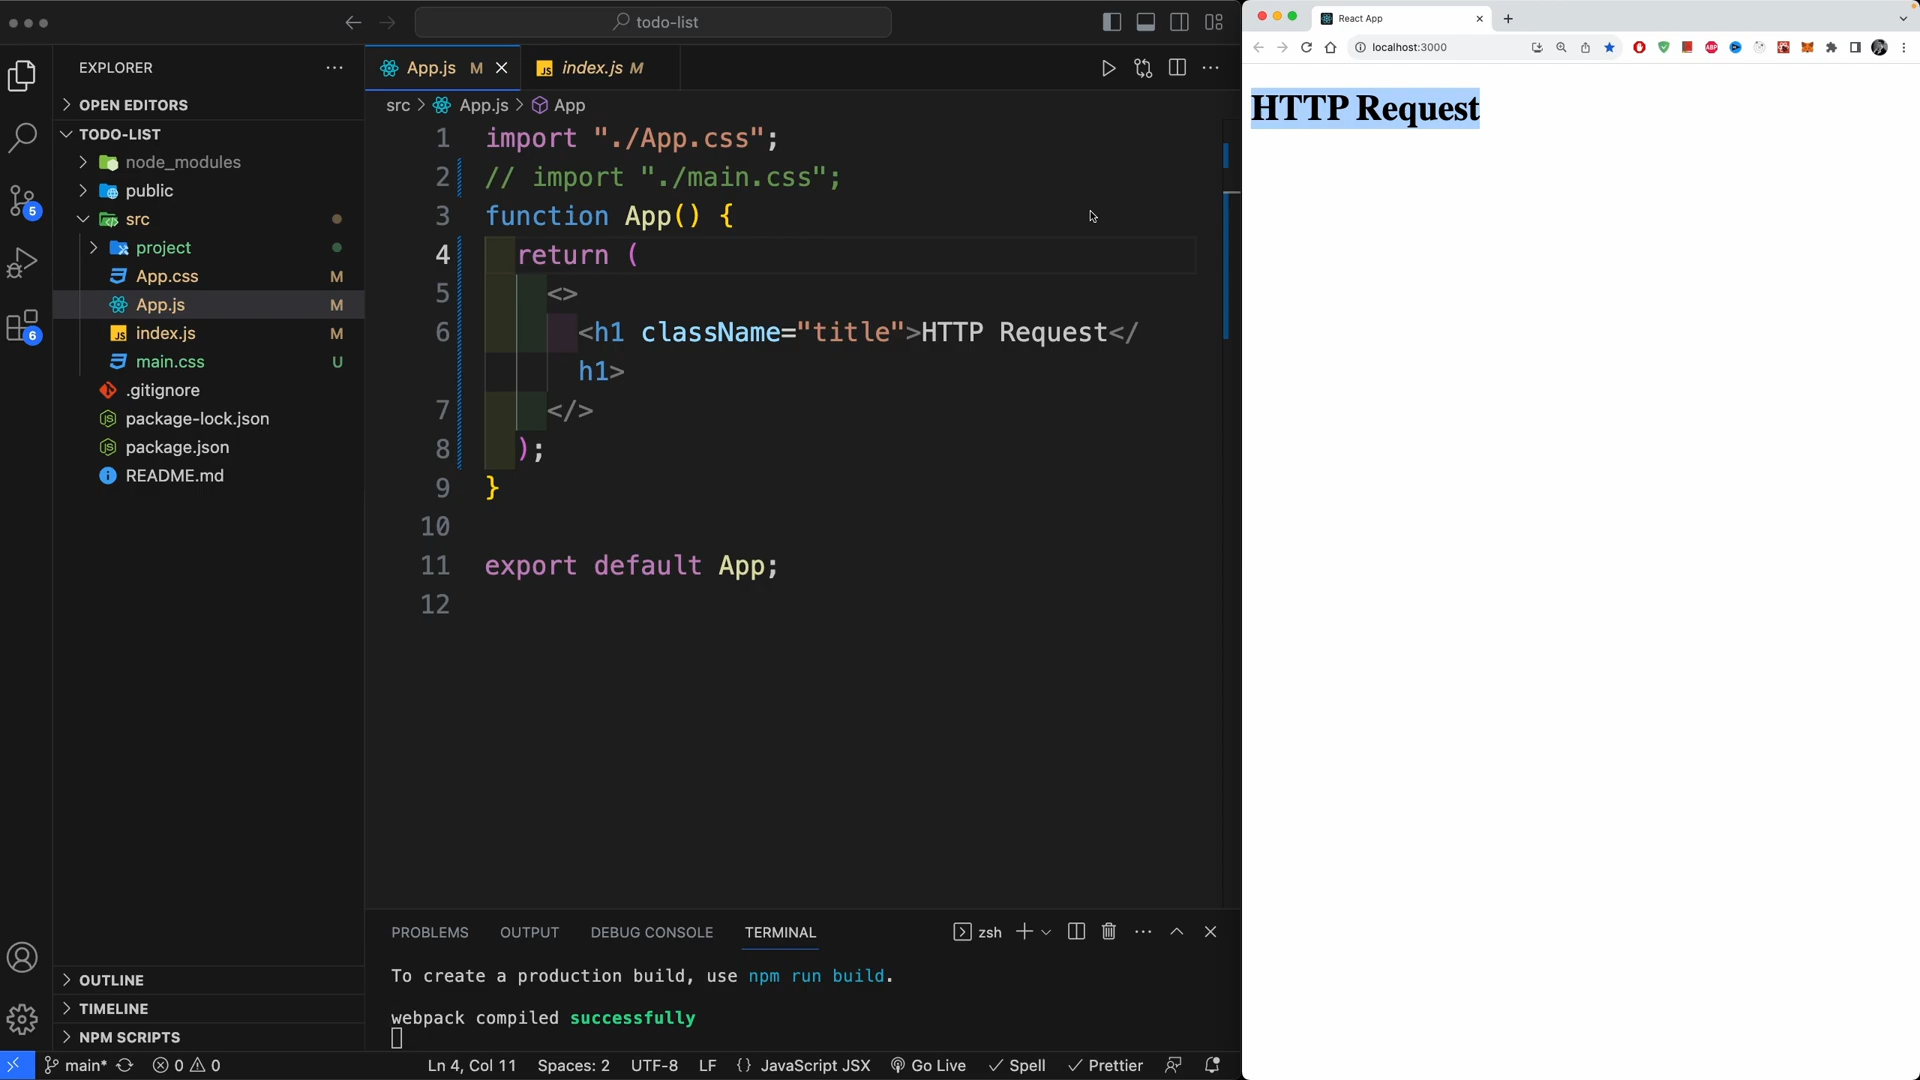 todo-list
EXPLORER
OPEN EDITORS
TODO-LIST
node_modules
public
src
project
App.css M
App.js M
index.js M
main.css U
.gitignore
package-lock.json
package.json
README.md
OUTLINE
TIMELINE
NPM SCRIPTS
5
6
App.js M
JS index.js M
src > App.js > App
1 import "./App.css";
2 // import "./main.css";
3 function App() {
4 return (
5 <>
6 <h1 className="title">HTTP Request</
h1>
7 </>
8 );
9 }
10
11 export default App;
12
PROBLEMS OUTPUT DEBUG CONSOLE TERMINAL
zsh
To create a production build, use npm run build.
webpack compiled successfully
main* 0 0 Ln 4, Col 11 Spaces: 2 UTF-8 LF {} JavaScript JSX Go Live Spell Prettier
React App
localhost:3000
ABP
HTTP Request